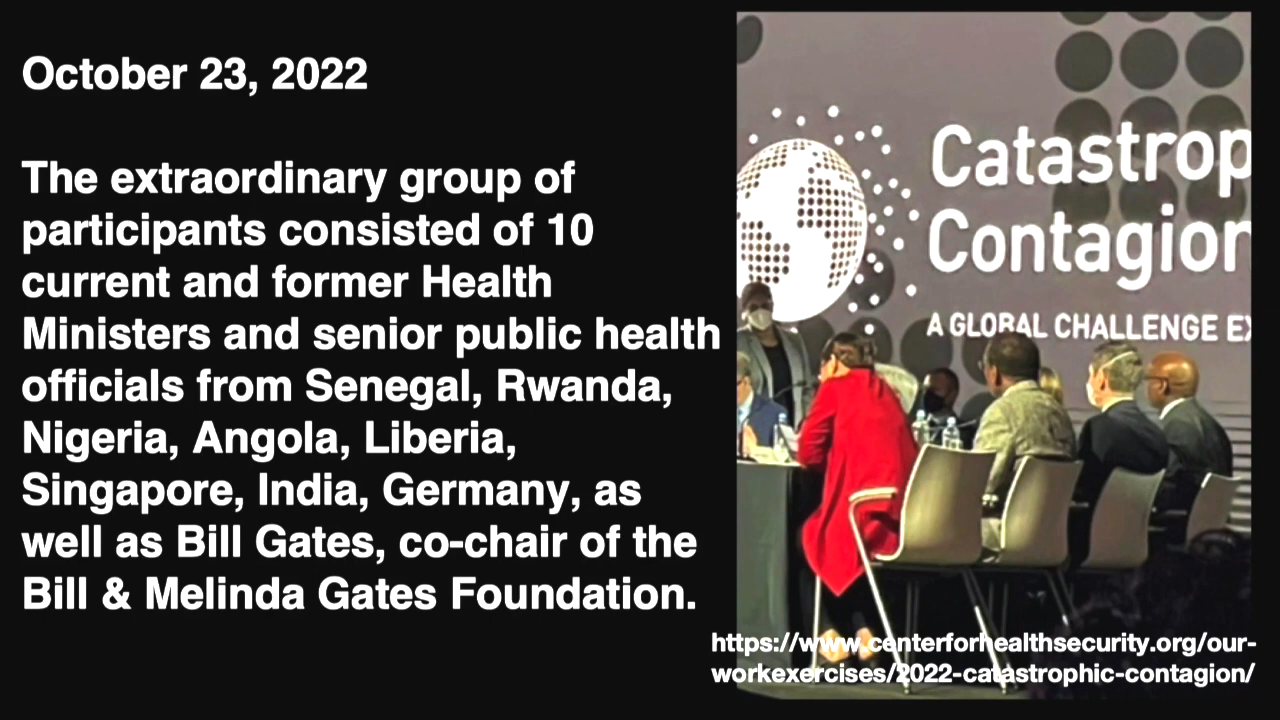 October 23, 2022
The extraordinary group of
participants consisted of 10
current and former Health
Ministers and senior public health
officials from Senegal, Rwanda,
Nigeria, Angola, Liberia,
Singapore, India, Germany, as
well as Bill Gates, co-chair of the
Bill & Melinda Gates Foundation.
Catastrop
Contagion
A GLOBAL CHALLENGE EX
https://www.centerforhealthsecurity.org/our-
workexercises/2022-catastrophic-contagion/